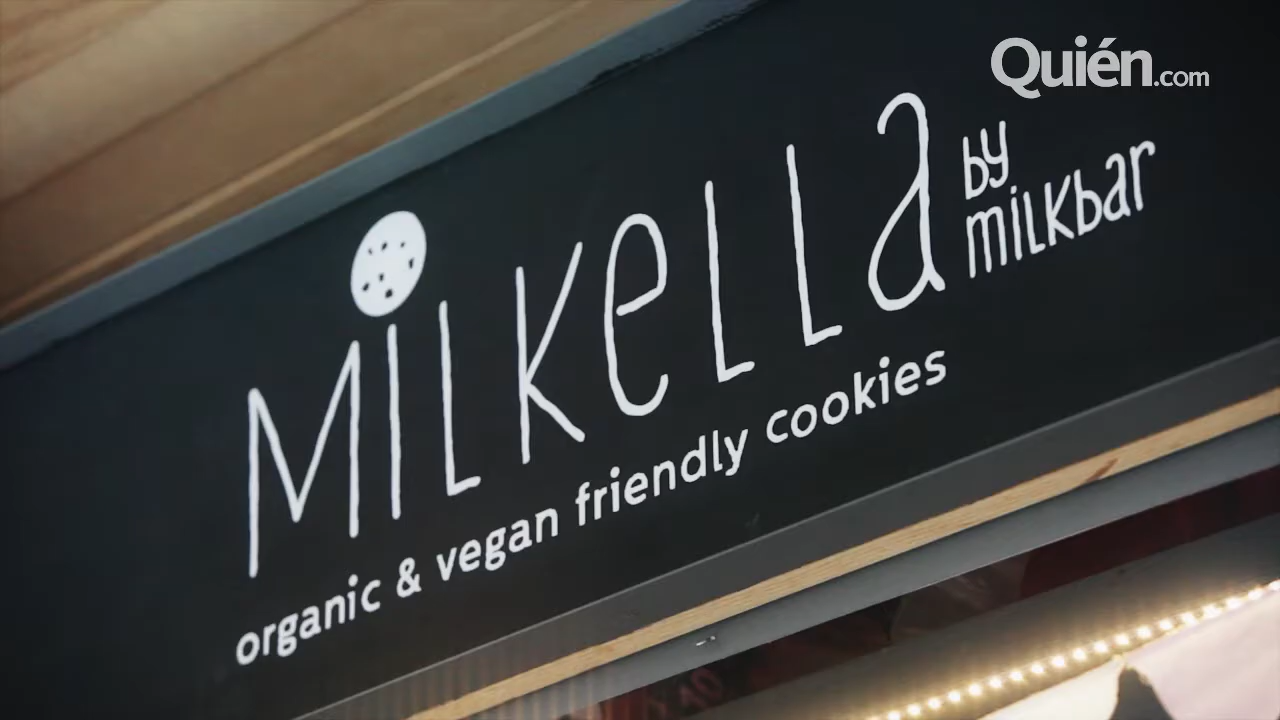 Quién.com
Milkella
by
milkbar
organic & vegan friendly cookies